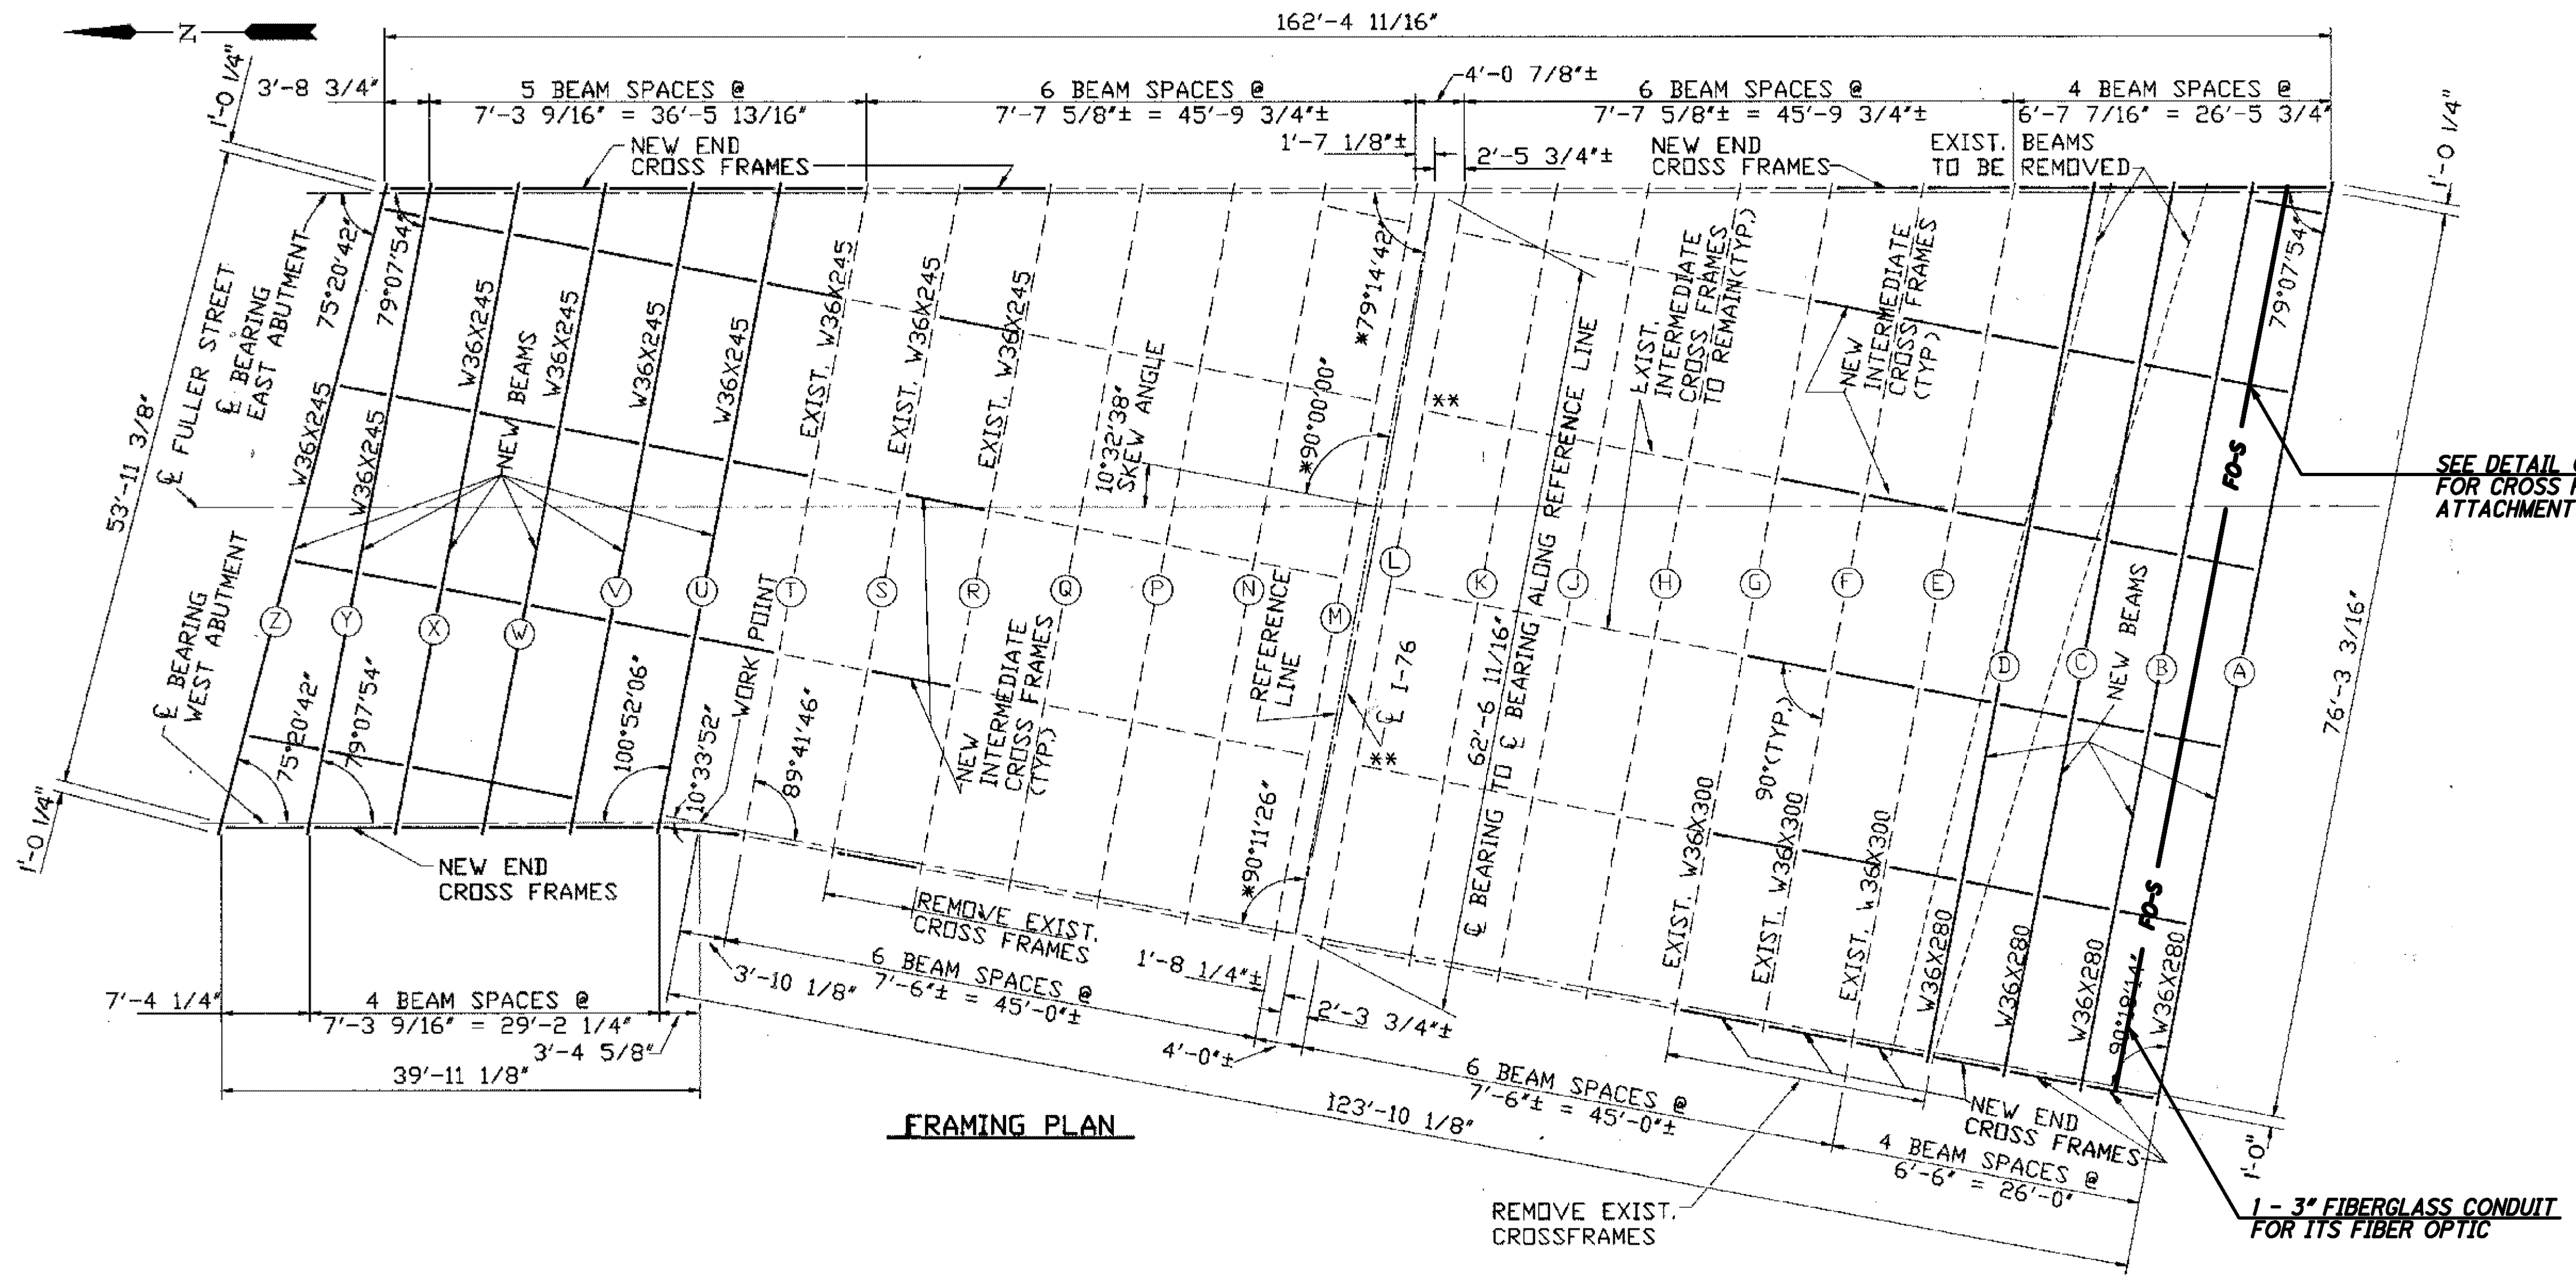 162'-4 11/16"
N
1'-0 1/4"
3'-8 3/4"
5 BEAM SPACES @
7'-3 9/16" = 36'-5 13/16"
6 BEAM SPACES @
7'-7 5/8"± = 45'-9 3/4"±
4'-0 7/8"±
6 BEAM SPACES @
7'-7 5/8"± = 45'-9 3/4"±
4 BEAM SPACES @
6'-7 7/16" = 26'-5 3/4"
1'-0 1/4"
NEW END
CROSS FRAMES
1'-7 1/8"±
2'-5 3/4"±
NEW END
CROSS FRAMES
EXIST. BEAMS
TO BE REMOVED
75°20'42"
79°07'54"
℄ FULLER STREET
℄ BEARING
EAST ABUTMENT
53'-11 3/8"
W36X245
W36X245
W36X245
NEW BEAMS
W36X245
W36X245
W36X245
EXIST. W36X245
EXIST. W36X245
EXIST. W36X245
10°32'38"
SKEW ANGLE
*79°14'42"
*90°00'00"
**
EXIST.
INTERMEDIATE
CROSS FRAMES
TO REMAIN(TYP.)
NEW
INTERMEDIATE
CROSS FRAMES
(TYP.)
79°07'54"
FO-S
SEE DETAIL
FOR CROSS
ATTACHMENT
℄ BEARING
WEST ABUTMENT
Z
Y
X
W
V
U
T
S
R
Q
P
N
M
L
K
J
H
G
F
E
D
C
B
A
WORK POINT
REFERENCE
LINE
℄ I-76
**
62'-6 11/16"
℄ BEARING TO ℄ BEARING ALONG REFERENCE LINE
NEW BEAMS
76'-3 3/16"
1'-0 1/4"
75°20'42"
79°07'54"
100°52'06"
10°33'52"
89°41'46"
NEW
INTERMEDIATE
CROSS FRAMES
(TYP.)
*90°11'26"
90°(TYP.)
EXIST. W36X300
EXIST. W36X300
EXIST. W36X300
W36X280
W36X280
W36X280
W36X280
FO-S
90°18'14"
NEW END
CROSS FRAMES
REMOVE EXIST.
CROSS FRAMES
7'-4 1/4"
4 BEAM SPACES @
7'-3 9/16" = 29'-2 1/4"
3'-4 5/8"
39'-11 1/8"
3'-10 1/8"
6 BEAM SPACES @
7'-6"± = 45'-0"±
1'-8 1/4"±
2'-3 3/4"±
4'-0"±
6 BEAM SPACES @
7'-6"± = 45'-0"±
123'-10 1/8"
NEW END
CROSS FRAMES
4 BEAM SPACES @
6'-6" = 26'-0"
1'-0"
FRAMING PLAN
REMOVE EXIST.
CROSSFRAMES
1 - 3" FIBERGLASS CONDUIT
FOR ITS FIBER OPTIC